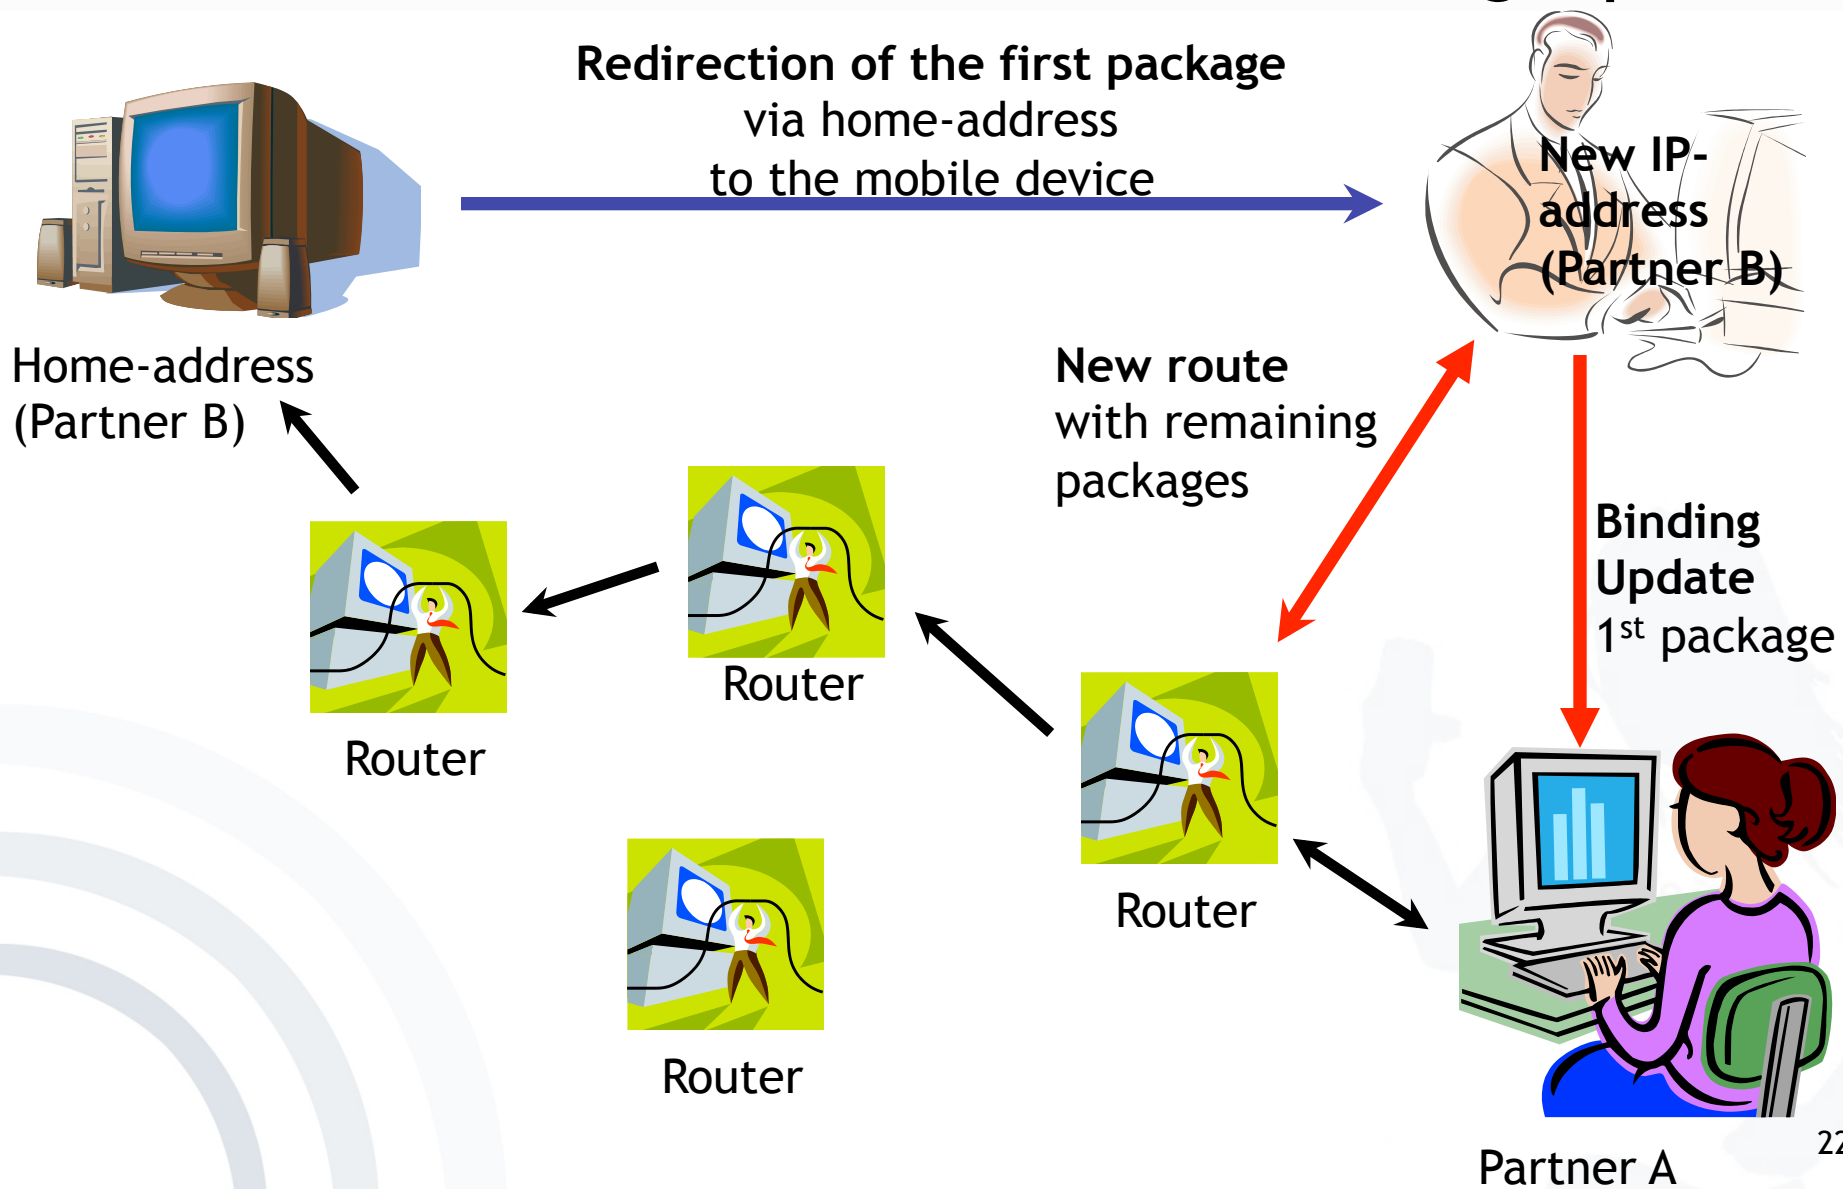 Redirection of the first package
via home-address
to the mobile device
New IP-
address
(Partner B)
Home-address
(Partner B)
New route
with remaining
packages
Binding
Update
1st package
Router
Router
Router
Router
Partner A
22